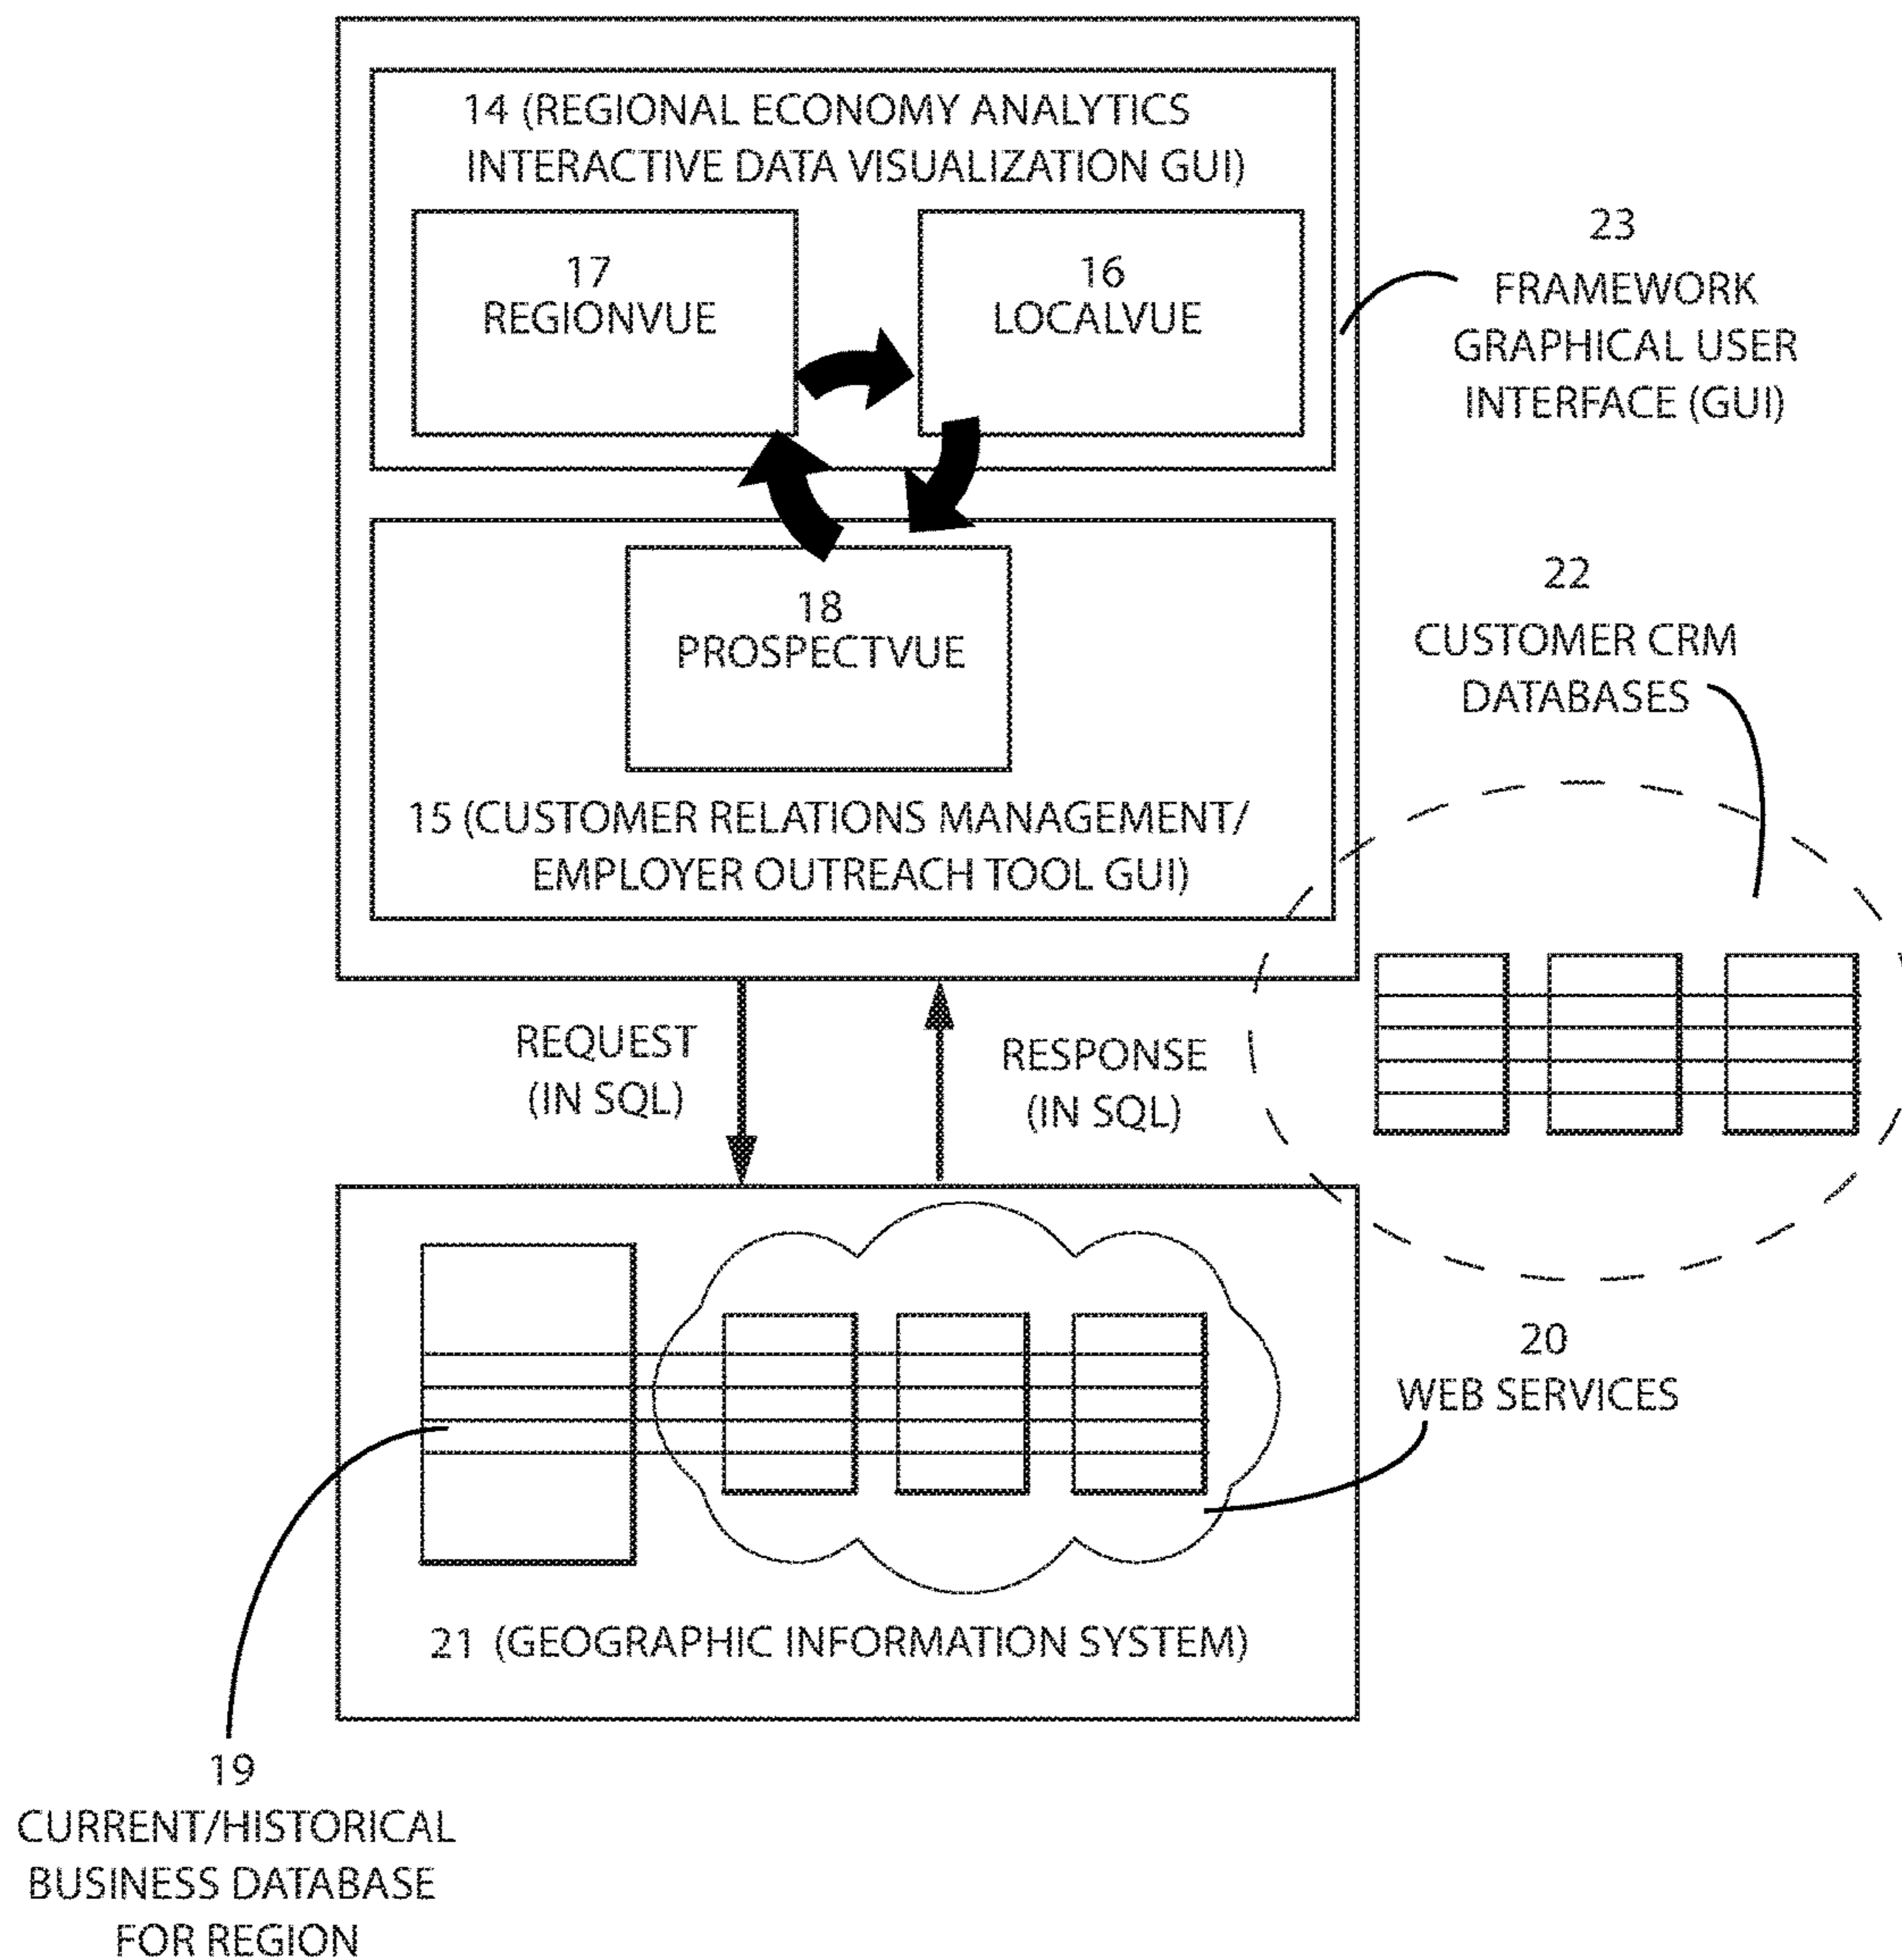 14 (REGIONAL ECONOMY ANALYTICS
INTERACTIVE DATA VISUALIZATION GUI)
17
REGIONVUE
16
LOCALVUE
23
FRAMEWORK
GRAPHICAL USER
INTERFACE (GUI)
18
PROSPECTVUE
15 (CUSTOMER RELATIONS MANAGEMENT/
EMPLOYER OUTREACH TOOL GUI)
22
CUSTOMER CRM
DATABASES
REQUEST
(IN SQL)
RESPONSE
(IN SQL)
20
WEB SERVICES
21 (GEOGRAPHIC INFORMATION SYSTEM)
19
CURRENT/HISTORICAL
BUSINESS DATABASE
FOR REGION